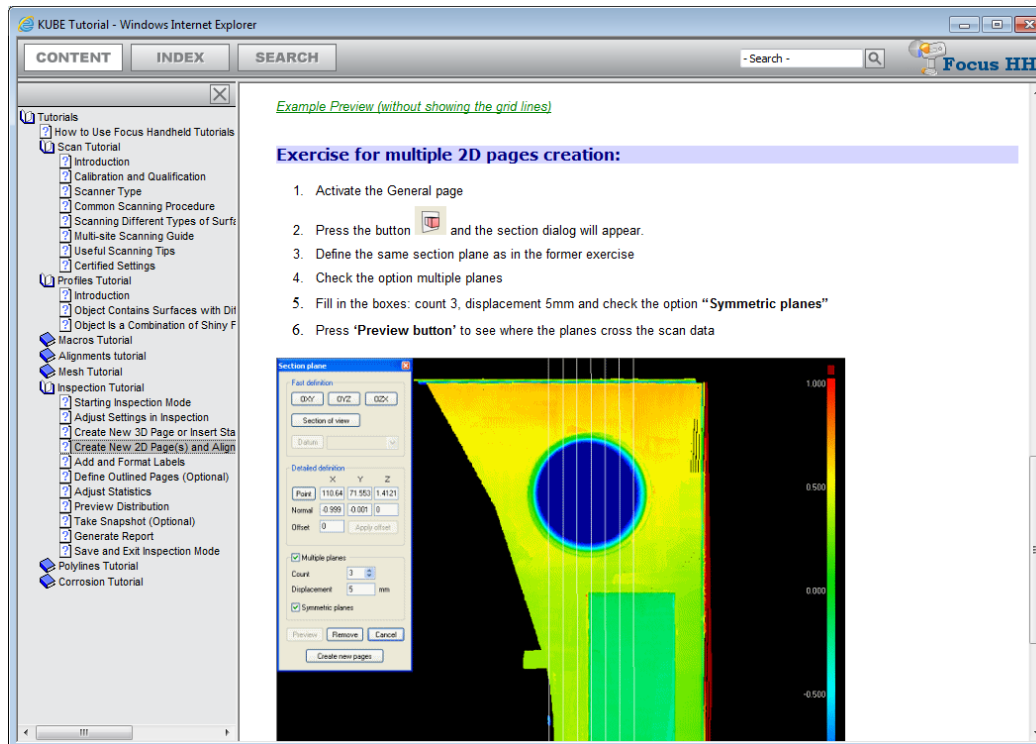 KUBE Tutorial - Windows Internet Explorer
CONTENT INDEX SEARCH
- Search -
Focus HH
Tutorials
How to Use Focus Handheld Tutorials
Scan Tutorial
Introduction
Calibration and Qualification
Scanner Type
Common Scanning Procedure
Scanning Different Types of Surfa
Multi-site Scanning Guide
Useful Scanning Tips
Certified Settings
Profiles Tutorial
Introduction
Object Contains Surfaces with Dif
Object Is a Combination of Shiny F
Macros Tutorial
Alignments tutorial
Mesh Tutorial
Inspection Tutorial
Starting Inspection Mode
Adjust Settings in Inspection
Create New 3D Page or Insert Sta
Create New 2D Page(s) and Align
Add and Format Labels
Define Outlined Pages (Optional)
Adjust Statistics
Preview Distribution
Take Snapshot (Optional)
Generate Report
Save and Exit Inspection Mode
Polylines Tutorial
Corrosion Tutorial
Example Preview (without showing the grid lines)
Exercise for multiple 2D pages creation:
1. Activate the General page
2. Press the button and the section dialog will appear.
3. Define the same section plane as in the former exercise
4. Check the option multiple planes
5. Fill in the boxes: count 3, displacement 5mm and check the option “Symmetric planes”
6. Press ‘Preview button’ to see where the planes cross the scan data
Section plane
Fast definition
0XY 0YZ 0ZX
Section of view
Datum
Detailed definition
X Y Z
Point 110.64 71.553 1.4121
Normal -0.999 -0.001 0
Offset 0 Apply offset
Multiple planes
Count 3
Displacement 5 mm
Symmetric planes
Preview Remove Cancel
Create new pages
1.000
0.500
0.000
-0.500